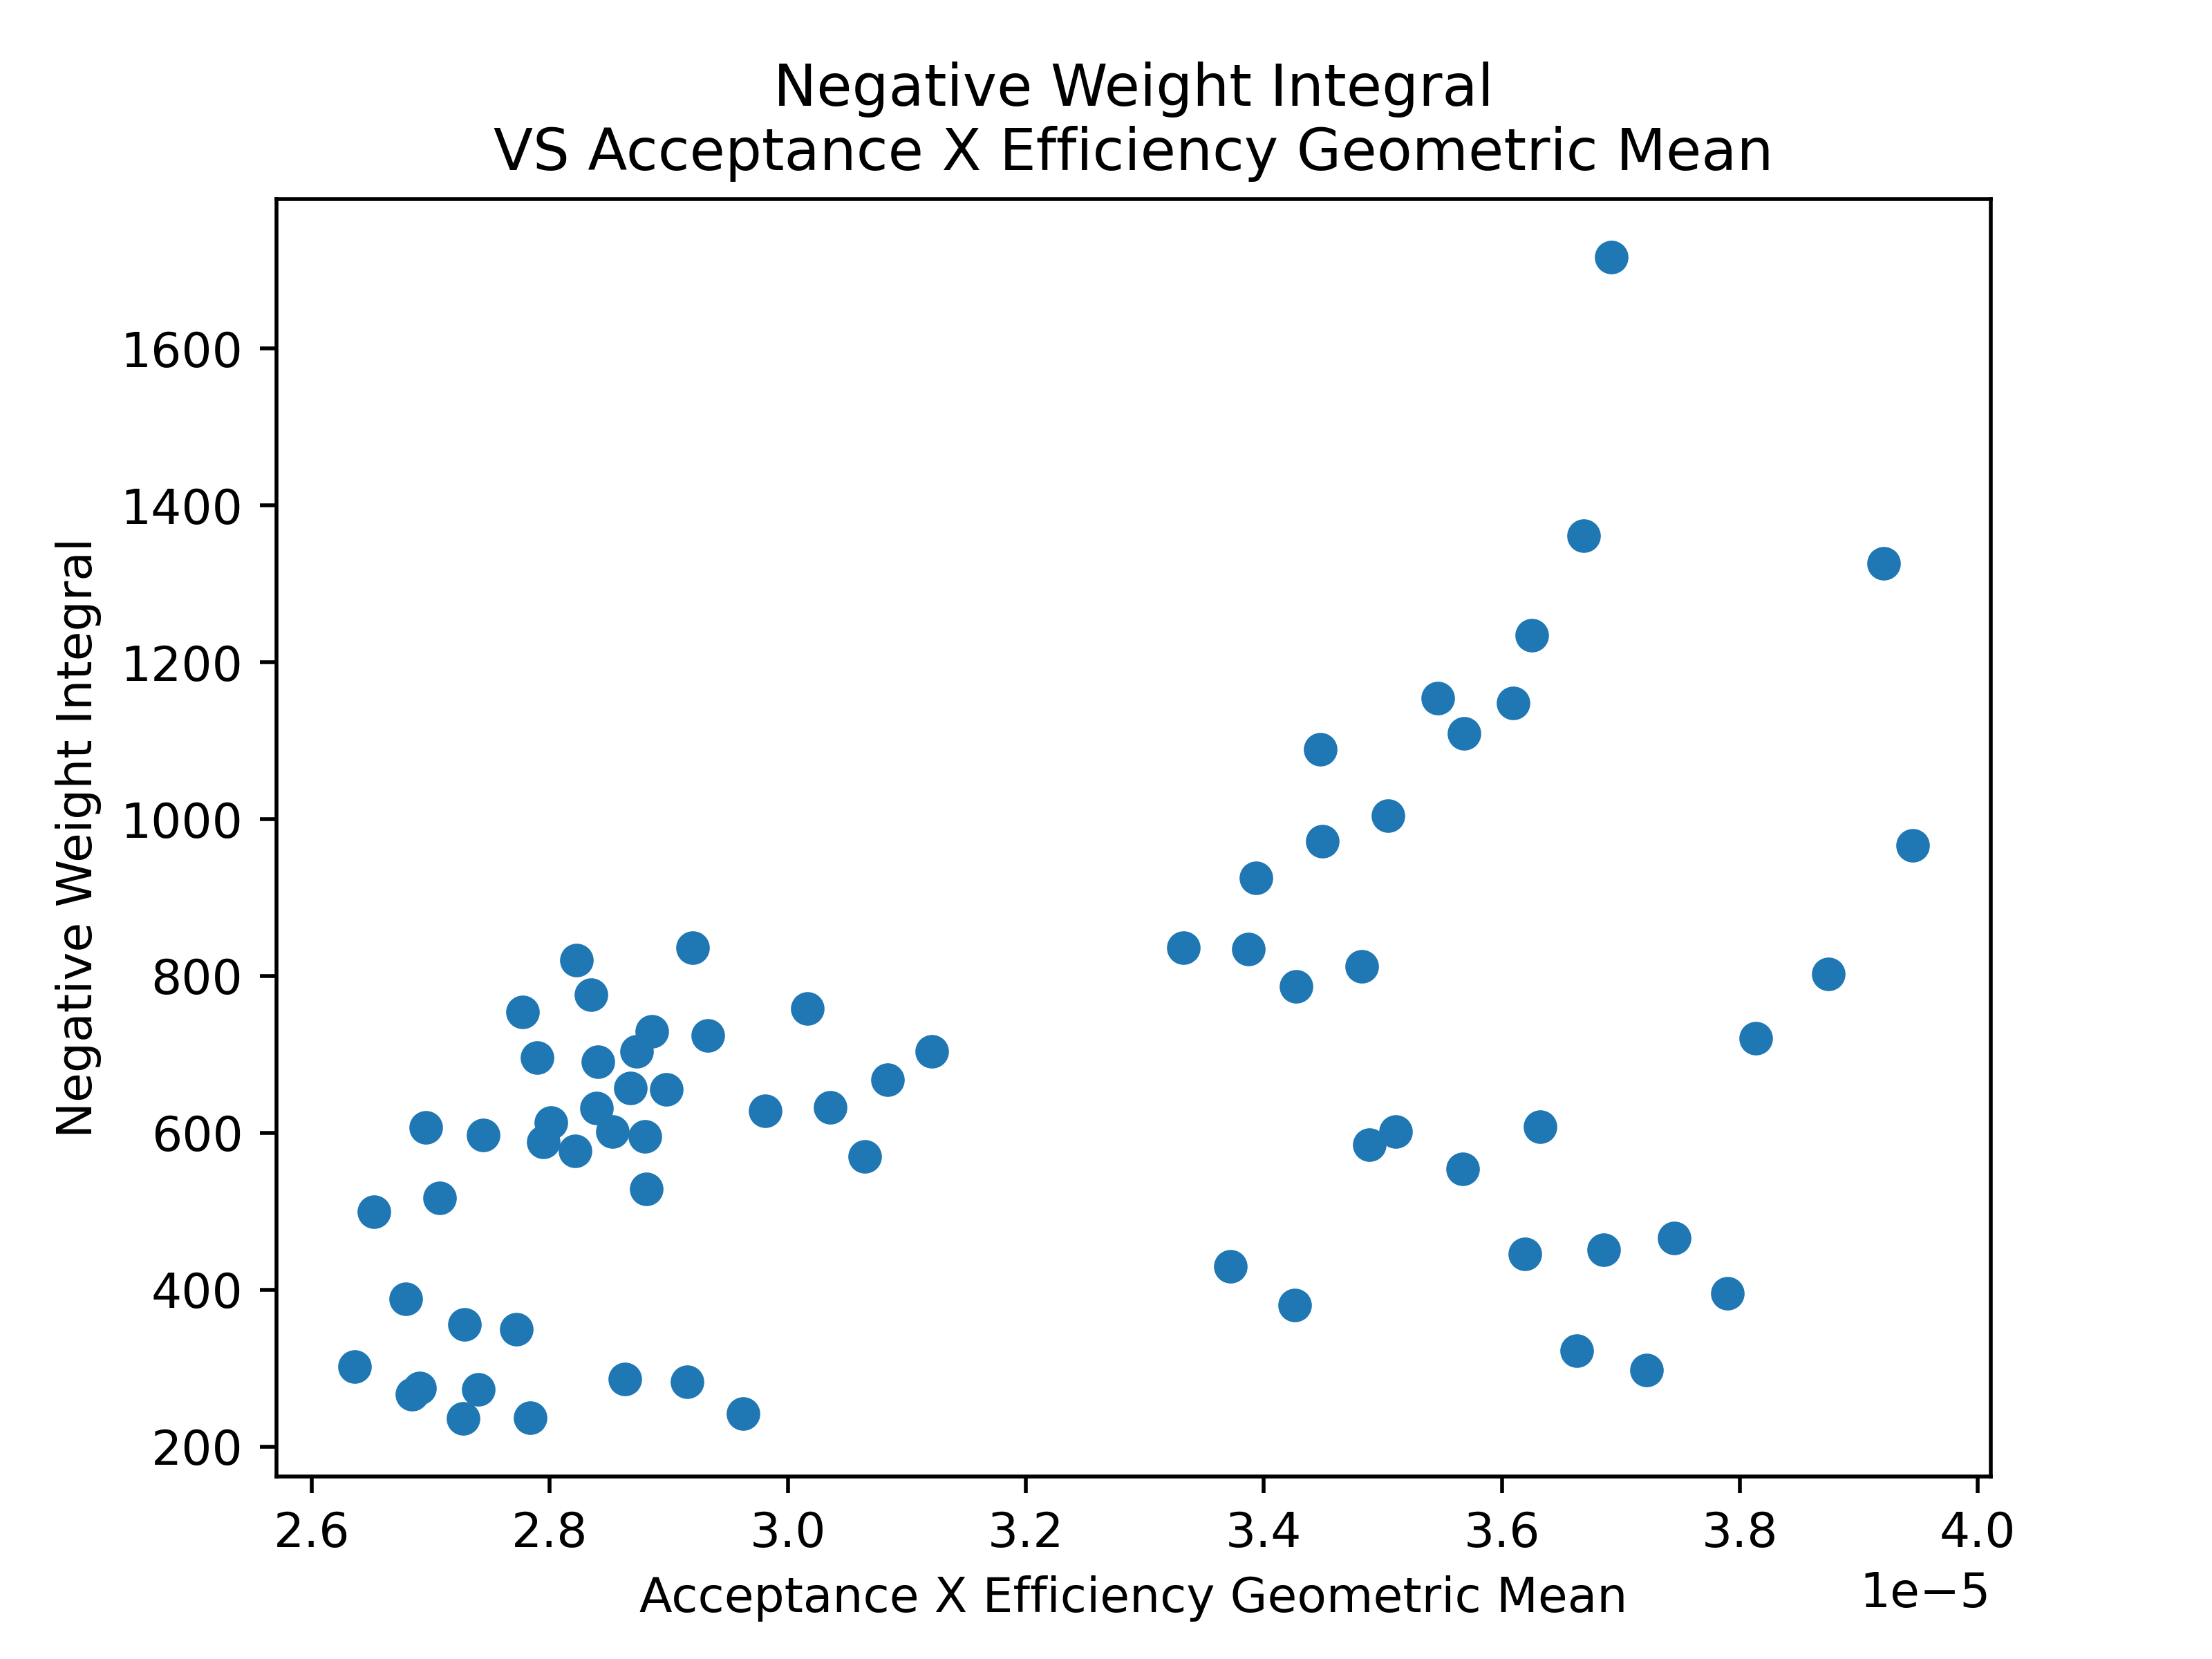 Negative Weight Integral
VS Acceptance X Efficiency Geometric Mean
Negative Weight Integral
1600
1400
1200
1000
800
600
400
200
2.6 2.8 3.0 3.2 3.4 3.6 3.8 4.0
1e−5
Acceptance X Efficiency Geometric Mean